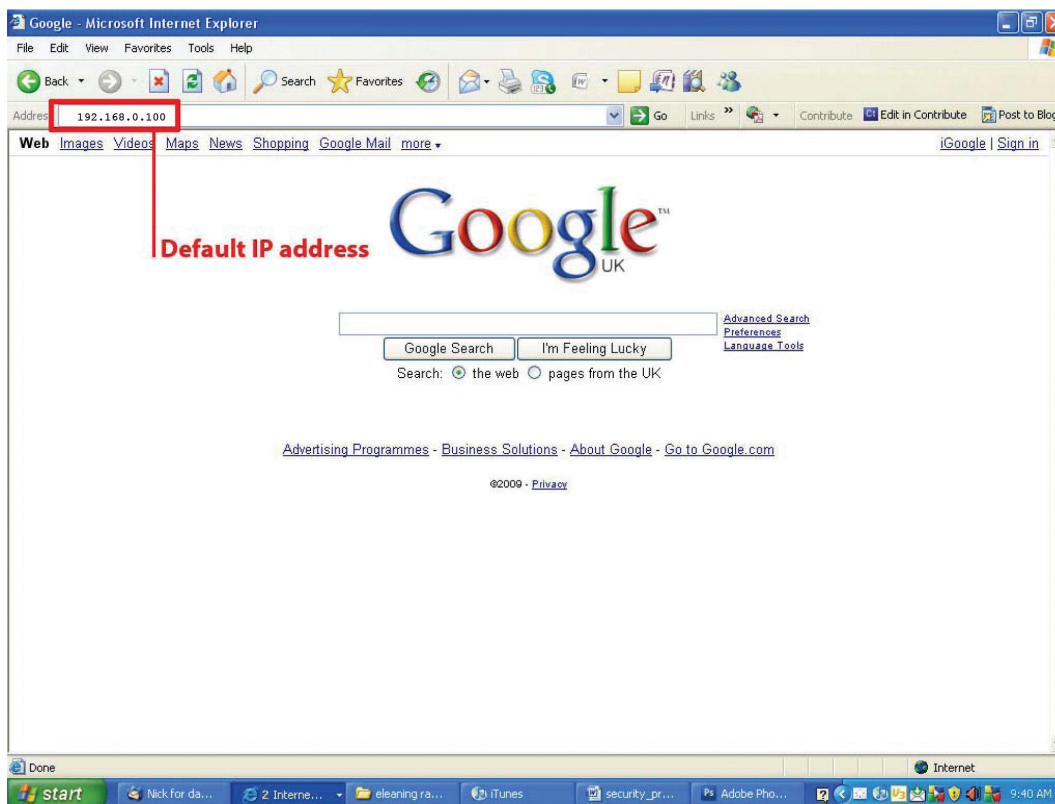 Google - Microsoft Internet Explorer
File Edit View Favorites Tools Help
Back Search Favorites
Addres 192.168.0.100 Go Links » Contribute Edit in Contribute Post to Blog
Web Images Videos Maps News Shopping Google Mail more iGoogle | Sign in
Default IP address
Google™
UK
Advanced Search
Preferences
Language Tools
Google Search I'm Feeling Lucky
Search: the web pages from the UK
Advertising Programmes - Business Solutions - About Google - Go to Google.com
©2009 - Privacy
Done Internet
start Nick for da... 2 Interne... eleaning ra... iTunes security_pr... Ps Adobe Pho... 9:40 AM